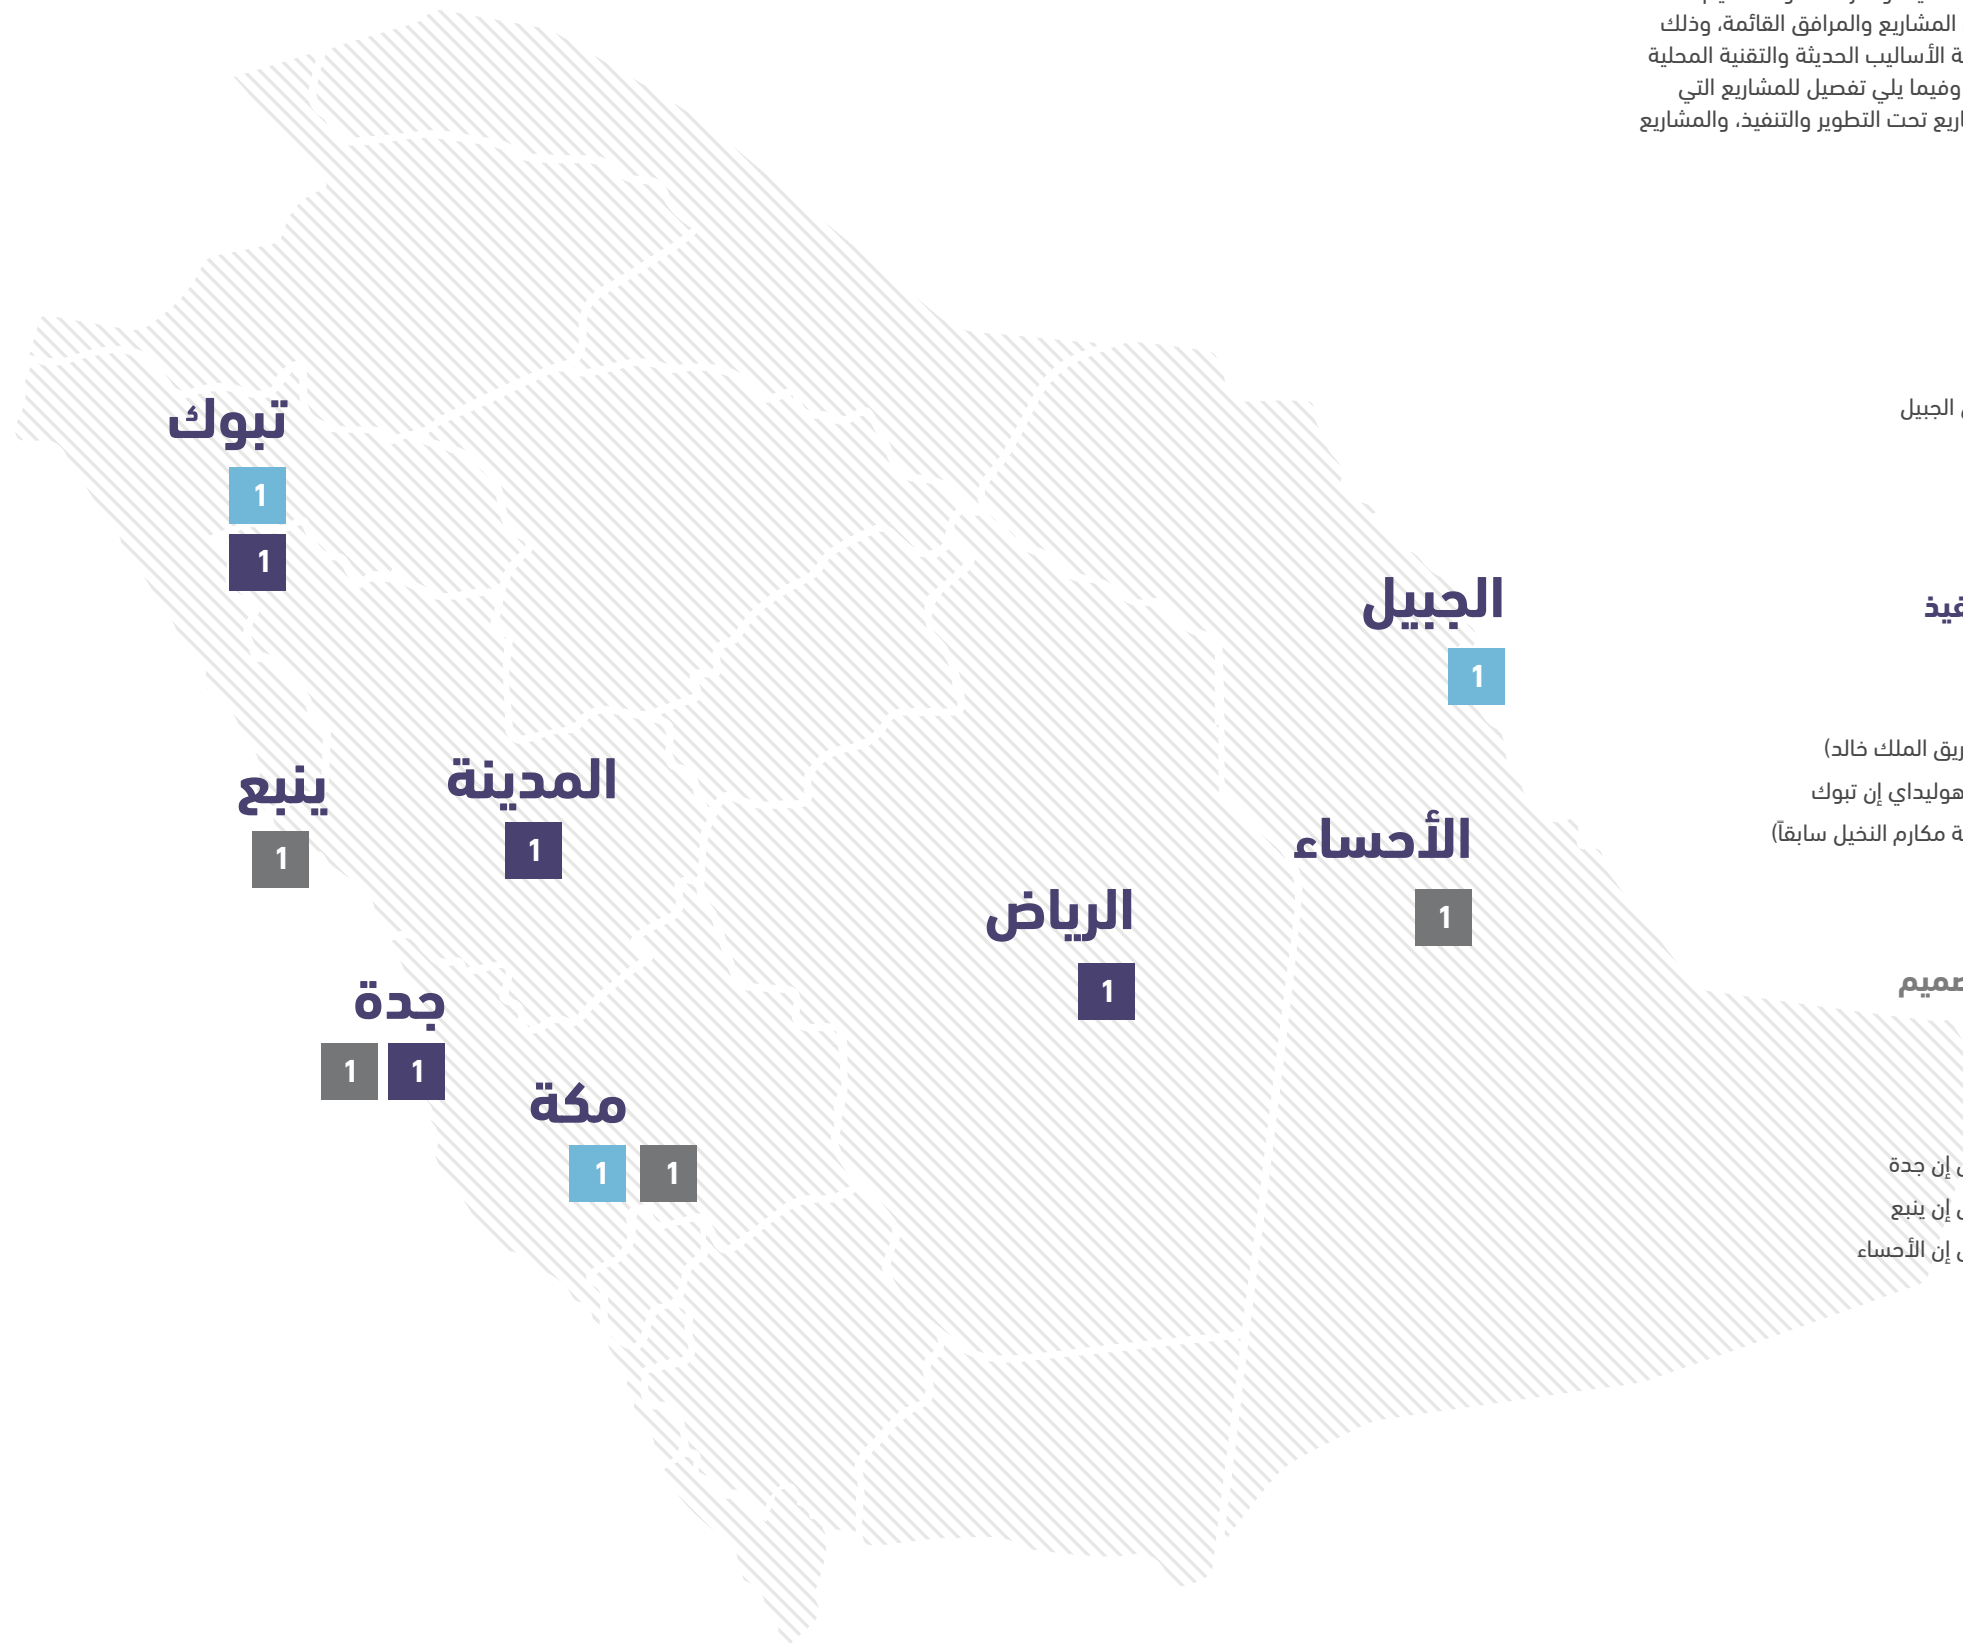 المشاريع والمرافق القائمة، وذلك
الأساليب الحديثة والتقنية المحلية
وفيما يلي تفصيل للمشاريع التي
تحت التطوير والتنفيذ، والمشاريع
الجبيل
الملك خالد)
هوليداي إن تبوك
مكارم النخيل سابقاً)
إن جدة
إن ينبع
إن الأحساء
تبوك
1
1
الجبيل
1
ينبع
1
المدينة
1
الأحساء
1
الرياض
1
جدة
1 1
مكة
1 1